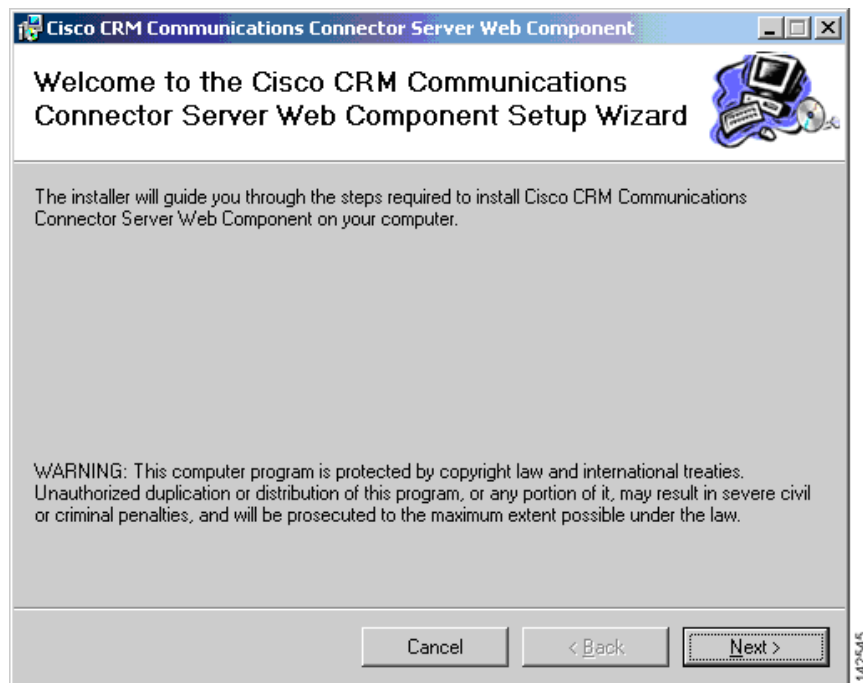 Cisco CRM Communications Connector Server Web Component
Welcome to the Cisco CRM Communications
Connector Server Web Component Setup Wizard
The installer will guide you through the steps required to install Cisco CRM Communications
Connector Server Web Component on your computer.
WARNING: This computer program is protected by copyright law and international treaties.
Unauthorized duplication or distribution of this program, or any portion of it, may result in severe civil
or criminal penalties, and will be prosecuted to the maximum extent possible under the law.
Cancel
< Back
Next >
142545